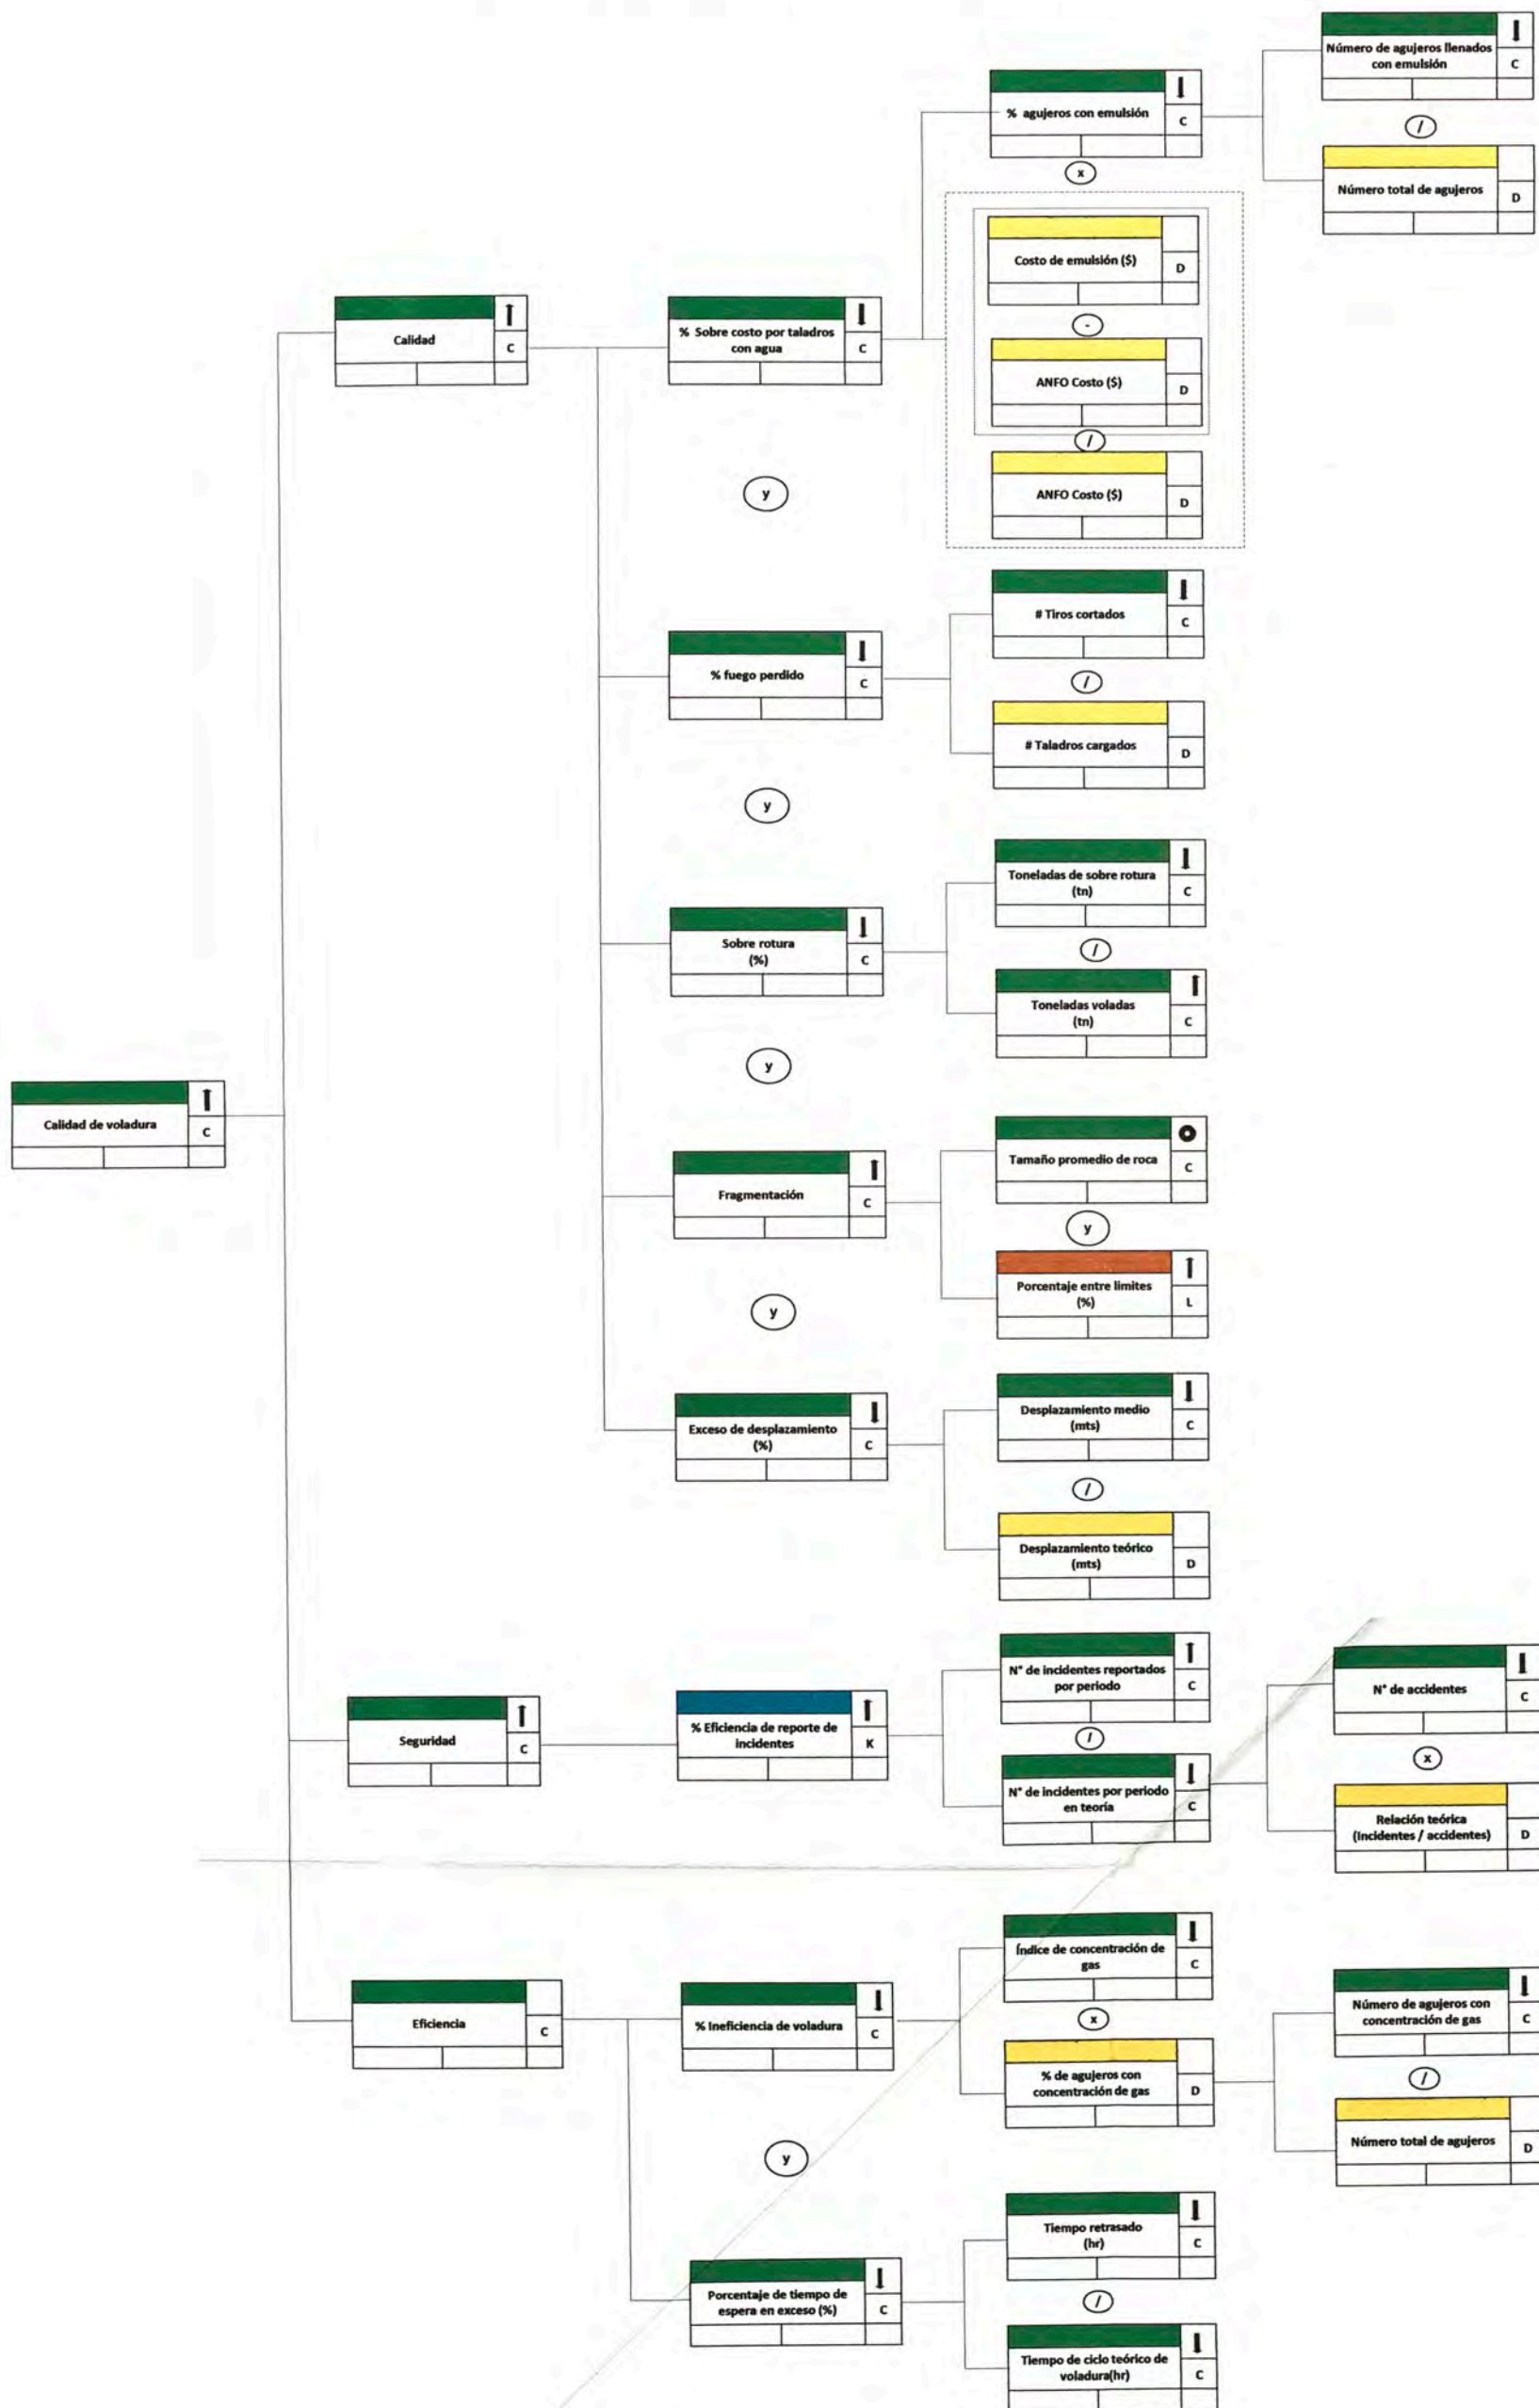 Número de agujeros llenados
con emulsión
C
/
Número total de agujeros
D
% agujeros con emulsión
C
x
Costo de emulsión ($)
D
-
ANFO Costo ($)
D
/
ANFO Costo ($)
D
Calidad
C
% Sobre costo por taladros
con agua
C
y
# Tiros cortados
C
% fuego perdido
C
/
# Taladros cargados
D
y
Toneladas de sobre rotura
(tn)
C
Sobre rotura
(%)
C
/
Toneladas voladas
(tn)
C
y
Calidad de voladura
C
Tamaño promedio de roca
C
Fragmentación
C
y
Porcentaje entre limites
(%)
L
y
Desplazamiento medio
(mts)
C
Exceso de desplazamiento
(%)
C
/
Desplazamiento teórico
(mts)
D
Seguridad
C
% Eficiencia de reporte de
incidentes
K
N° de incidentes reportados
por periodo
C
/
N° de incidentes por periodo
en teoría
C
N° de accidentes
C
x
Relación teórica
(Incidentes / accidentes)
D
Eficiencia
C
% Ineficiencia de voladura
C
Índice de concentración de
gas
C
x
% de agujeros con
concentración de gas
D
Número de agujeros con
concentración de gas
C
/
Número total de agujeros
D
y
Tiempo retrasado
(hr)
C
Porcentaje de tiempo de
espera en exceso (%)
C
/
Tiempo de ciclo teórico de
voladura(hr)
C